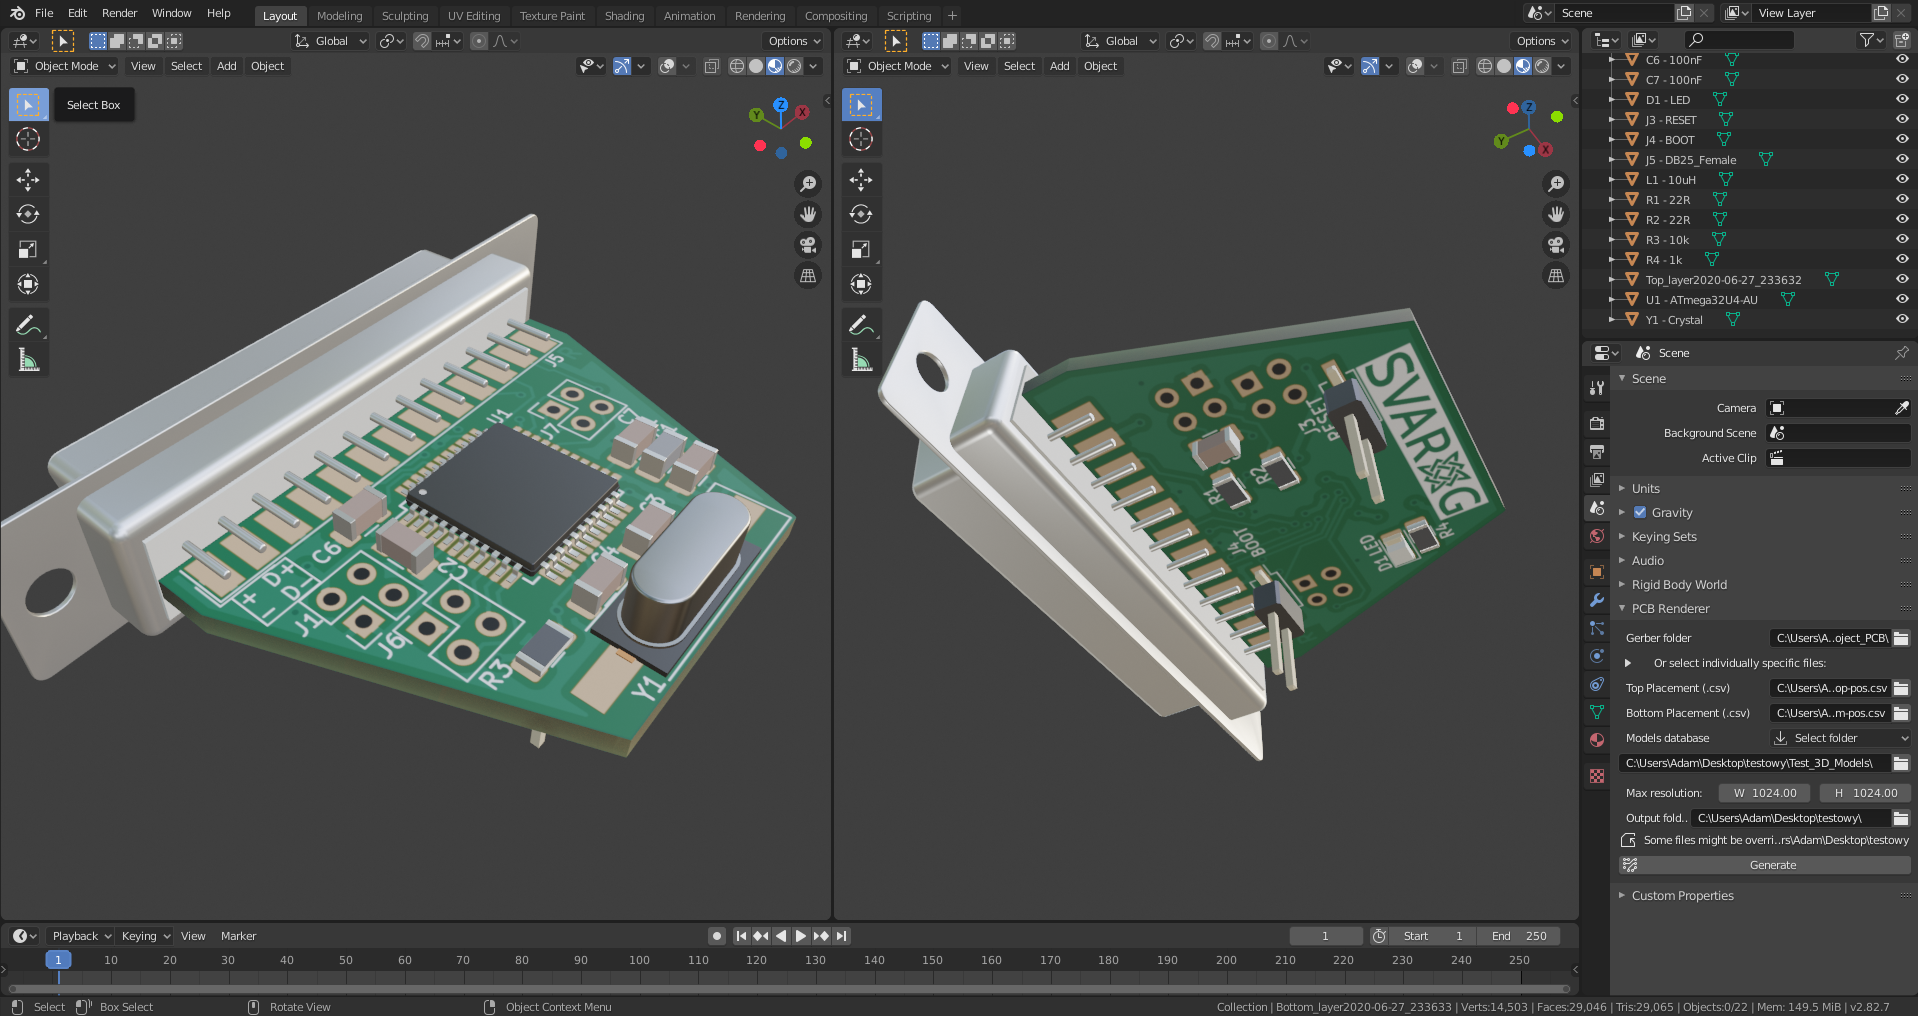 File Edit Render Window Help
Layout Modeling Sculpting UV Editing Texture Paint Shading Animation Rendering Compositing Scripting +
Scene
View Layer
Global
Options
Global
Options
Object Mode View Select Add Object
Object Mode View Select Add Object
Select Box
Z
Y
X
Z
Y
X
J5
U1
J7
C6
D+
D-
+
J1
J6
R3
Y1
SVAROG
J3
RESET
R1
R2
J4
BOOT
D1 LED
R4
C6 - 100nF
C7 - 100nF
D1 - LED
J3 - RESET
J4 - BOOT
J5 - DB25_Female
L1 - 10uH
R1 - 22R
R2 - 22R
R3 - 10k
R4 - 1k
Top_layer2020-06-27_233632
U1 - ATmega32U4-AU
Y1 - Crystal
Scene
Scene
Camera
Background Scene
Active Clip
Units
Gravity
Keying Sets
Audio
Rigid Body World
PCB Renderer
Gerber folder C:\Users\A..oject_PCB\
Or select individually specific files:
Top Placement (.csv) C:\Users\A..op-pos.csv
Bottom Placement (.csv) C:\Users\A..m-pos.csv
Models database Select folder
C:\Users\Adam\Desktop\testowy\Test_3D_Models\
Max resolution: W 1024.00 H 1024.00
Output fold.. C:\Users\Adam\Desktop\testowy\
Some files might be overri..rs\Adam\Desktop\testowy
Generate
Custom Properties
Playback Keying View Marker
1 Start 1 End 250
1 10 20 30 40 50 60 70 80 90 100 110 120 130 140 150 160 170 180 190 200 210 220 230 240 250
Select Box Select Rotate View Object Context Menu
Collection | Bottom_layer2020-06-27_233633 | Verts:14,503 | Faces:29,046 | Tris:29,065 | Objects:0/22 | Mem: 149.5 MiB | v2.82.7